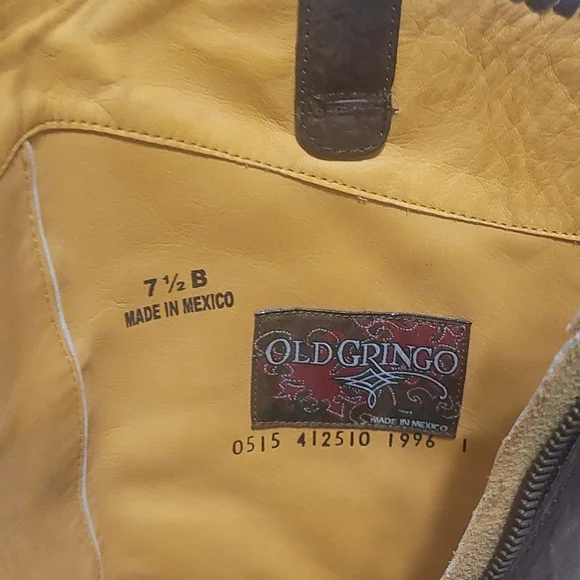 7 ½ B
MADE IN MEXICO
OLD GRINGO
MADE IN MEXICO
0515 412510 1996 1